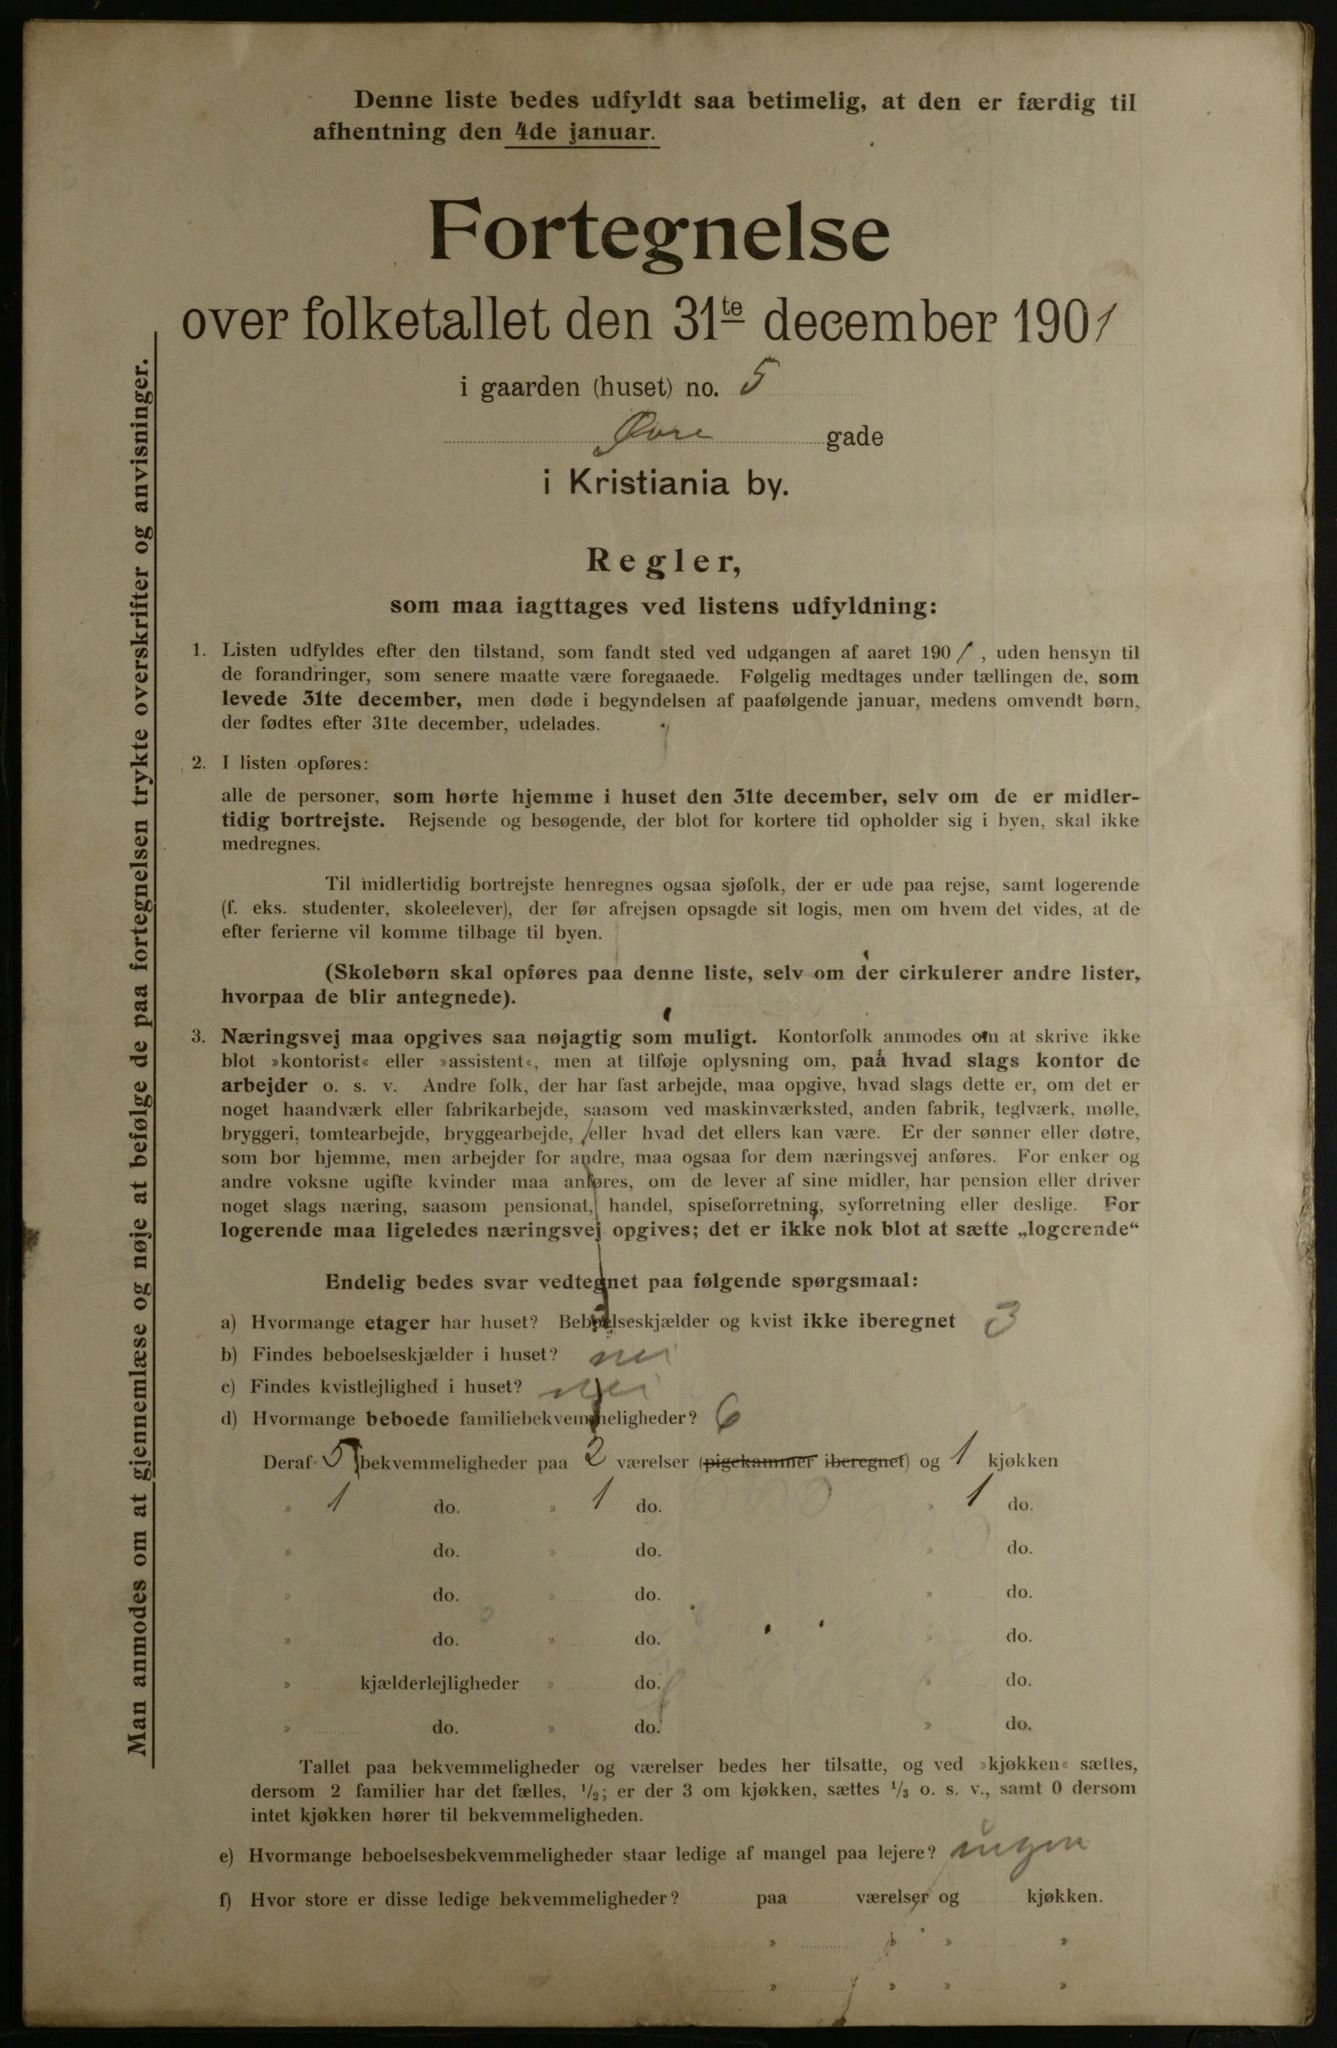 Denne liste bedes udfyldt saa betimelig, at den er færdig til
afhentning den 4de januar.
Fortegnelse
over folketallet den 31te december 1901
i gaarden (huset) no. 5
Øvre gade
i Kristiania by.
Regler,
som maa iagttages ved listens udfyldning:
1. Listen udfyldes efter den tilstand, som fandt sted ved udgangen af aaret 1901, uden hensyn til
de forandringer, som senere maatte være foregaaede. Følgelig medtages under tællingen de, som
levede 31te december, men døde i begyndelsen af paafølgende januar, medens omvendt børn,
der fødtes efter 31te december, udelades.
2. I listen opføres:
alle de personer, som hørte hjemme i huset den 31te december, selv om de er midler-
tidig bortrejste. Rejsende og besøgende, der blot for kortere tid opholder sig i byen, skal ikke
medregnes.
Til midlertidig bortrejste henregnes ogsaa sjøfolk, der er ude paa rejse, samt logerende
(f. eks. studenter, skoleelever), der før afrejsen opsagde sit logis, men om hvem det vides, at de
efter ferierne vil komme tilbage til byen.
(Skolebørn skal opføres paa denne liste, selv om der cirkulerer andre lister,
hvorpaa de blir antegnede).
3. Næringsvej maa opgives saa nøjagtig som muligt. Kontorfolk anmodes om at skrive ikke
blot »kontorist« eller »assistent«, men at tilføje oplysning om, paa hvad slags kontor de
arbejder o. s. v. Andre folk, der har fast arbejde, maa opgive, hvad slags dette er, om det er
noget haandværk eller fabrikarbejde, saasom ved maskinværksted, anden fabrik, teglværk, mølle,
bryggeri, tomtearbejde, bryggearbejde, eller hvad det ellers kan være. Er der sønner eller døtre,
som bor hjemme, men arbejder for andre, maa ogsaa for dem næringsvej anføres. For enker og
andre voksne ugifte kvinder maa anføres, om de lever af sine midler, har pension eller driver
noget slags næring, saasom pensionat, handel, spiseforretning, syforretning eller deslige. For
logerende maa ligeledes næringsvej opgives; det er ikke nok blot at sætte „logerende“
Endelig bedes svar vedtegnet paa følgende spørgsmaal:
a) Hvormange etager har huset? Beboelseskjælder og kvist ikke iberegnet 3
b) Findes beboelseskjælder i huset? nei
c) Findes kvistlejlighed i huset? nei
d) Hvormange beboede familiebekvemmeligheder? 6
Deraf 5 bekvemmeligheder paa 2 værelser (pigekammer iberegnet) og 1 kjøkken
» 1 do. » 1 do. » 1 do.
» do. » do. » do.
» do. » do. » do.
» do. » do. » do.
» kjælderlejligheder » do. » do.
» do. » do. » do.
Tallet paa bekvemmeligheder og værelser bedes her tilsatte, og ved »kjøkken« sættes,
dersom 2 familier har det fælles, 1/2; er der 3 om kjøkken, sættes 1/3 o. s. v., samt 0 dersom
intet kjøkken hører til bekvemmeligheden.
e) Hvormange beboelsesbekvemmeligheder staar ledige af mangel paa lejere? ingen
f) Hvor store er disse ledige bekvemmeligheder? paa værelser og kjøkken.
» » » »
» » » »
Man anmodes om at gjennemlæse og nøje at befølge de paa fortegnelsen trykte overskrifter og anvisninger.